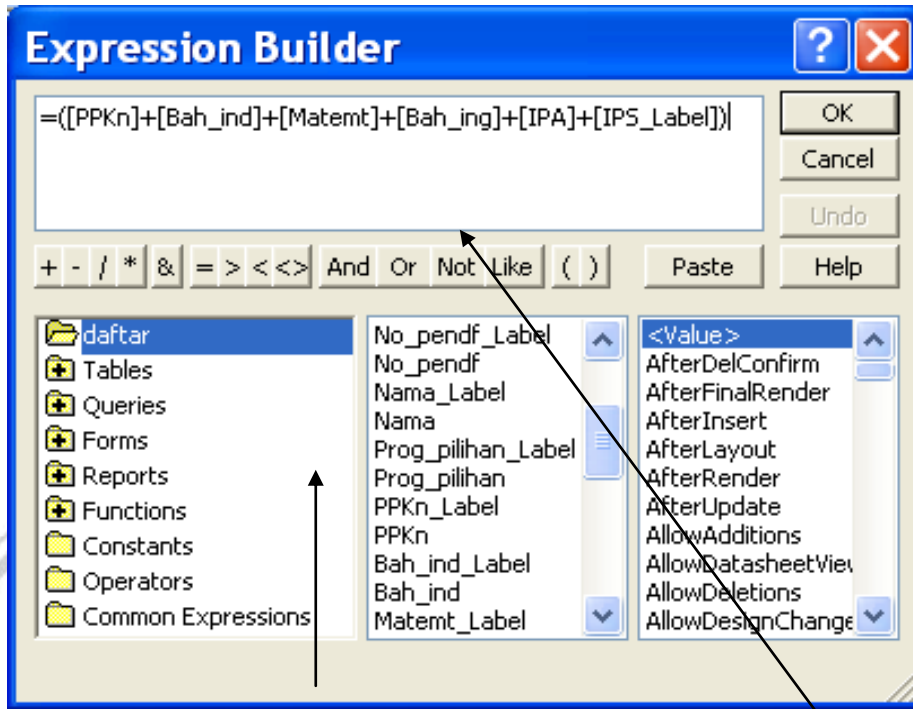 Expression Builder
=([PPKn]+[Bah_ind]+[Matemt]+[Bah_ing]+[IPA]+[IPS_Label])
OK
Cancel
Undo
+ - / * & = > < <> And Or Not Like ( ) Paste Help
daftar
Tables
Queries
Forms
Reports
Functions
Constants
Operators
Common Expressions
No_pendf_Label
No_pendf
Nama_Label
Nama
Prog_pilihan_Label
Prog_pilihan
PPKn_Label
PPKn
Bah_ind_Label
Bah_ind
Matemt_Label
<Value>
AfterDelConfirm
AfterFinalRender
AfterInsert
AfterLayout
AfterRender
AfterUpdate
AllowAdditions
AllowDatasheetView
AllowDeletions
AllowDesignChange